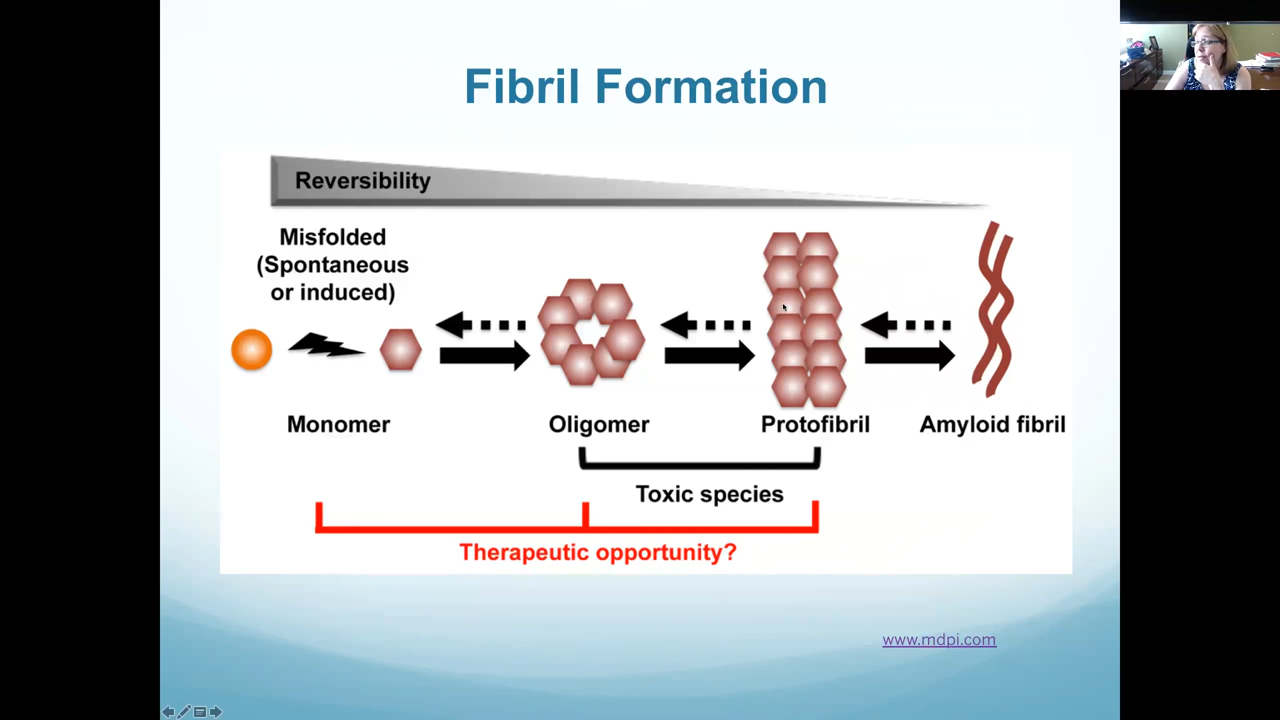 Fibril Formation
Reversibility
Misfolded
(Spontaneous
or induced)
Monomer
Oligomer
Protofibril
Amyloid fibril
Toxic species
Therapeutic opportunity?
www.mdpi.com